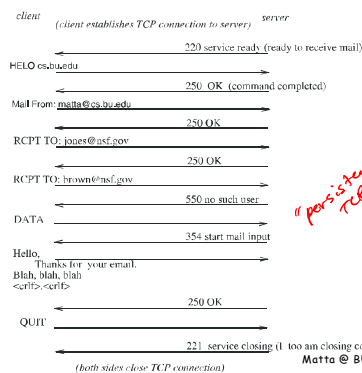 client server
(client establishes TCP connection to server)
220 service ready (ready to receive mail)
HELO cs.bu.edu
250 OK (command completed)
Mail From: matta@cs.bu.edu
250 OK
RCPT TO: jones@nsf.gov
250 OK
RCPT TO: brown@nsf.gov
550 no such user
"persisten
TCP
DATA
354 start mail input
Hello,
Thanks for your email.
Blah, blah, blah
<crlf>.<crlf>
250 OK
QUIT
221 service closing (I too am closing co
Matta @ BU
(both sides close TCP connection)